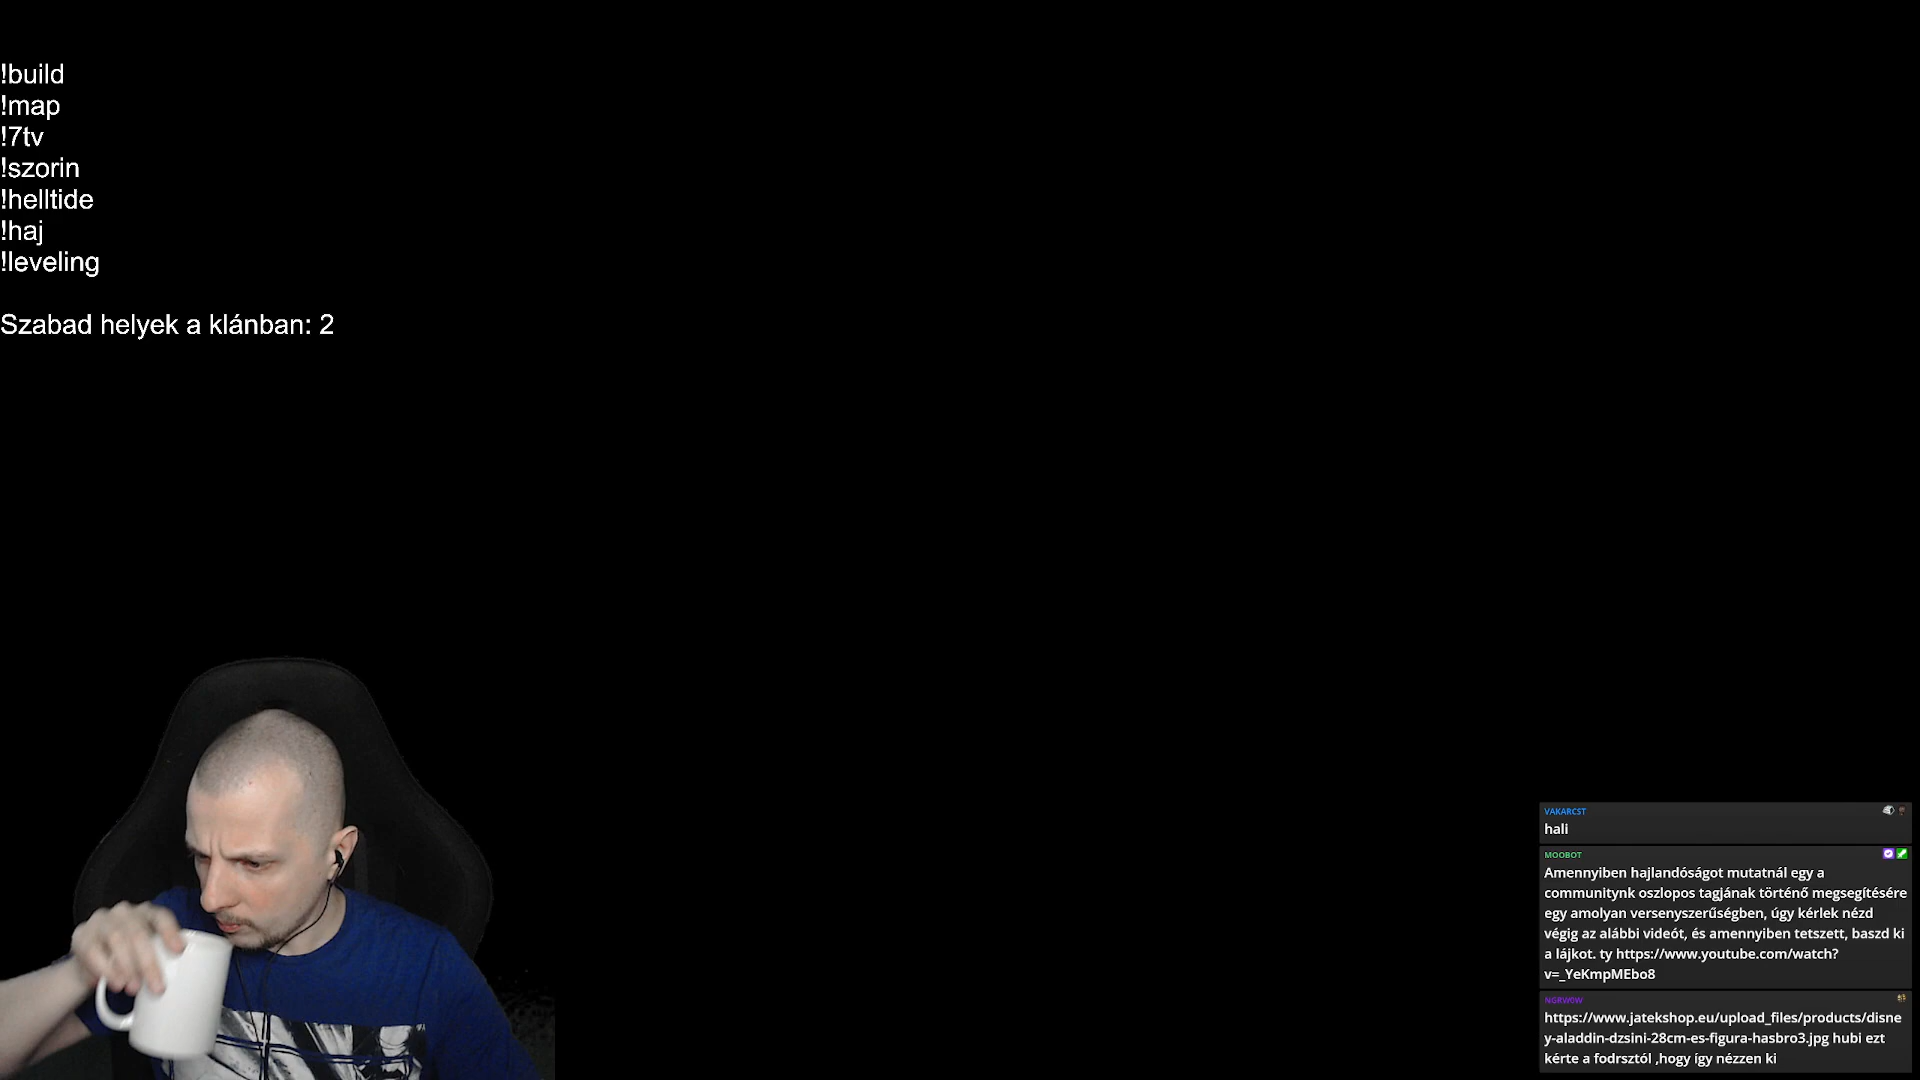 !build
!map
!7tv
!szorin
!helltide
!haj
!leveling
Szabad helyek a klánban: 2
VAKARCST
hali
MOOBOT
Amennyiben hajlandóságot mutatnál egy a
communitynk oszlopos tagjának történő megsegítésére
egy amolyan versenyszerűségben, úgy kérlek nézd
végig az alábbi videót, és amennyiben tetszett, baszd ki
a lájkot. ty https://www.youtube.com/watch?
v=_YeKmpMEbo8
NGRW0W
https://www.jatekshop.eu/upload_files/products/disne
y-aladdin-dzsini-28cm-es-figura-hasbro3.jpg hubi ezt
kérte a fodrsztól ,hogy így nézzen ki